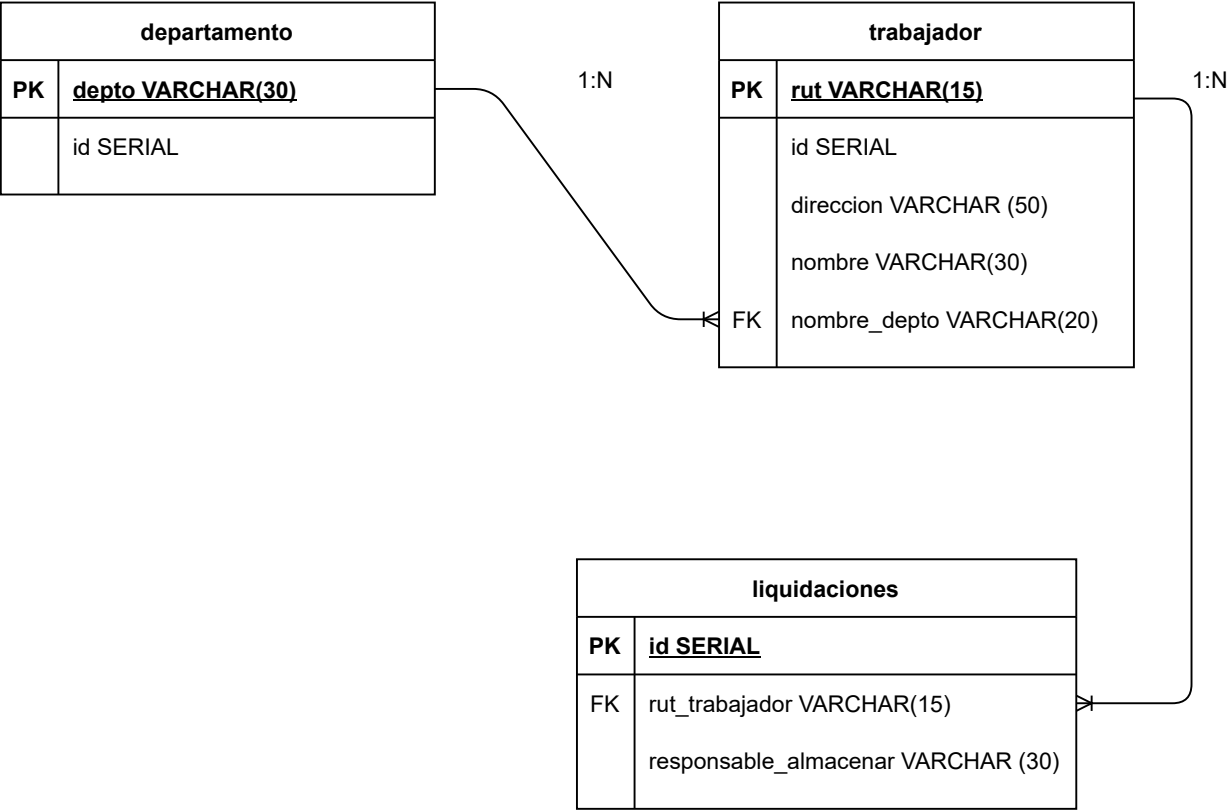 departamento
PK depto VARCHAR(30)
id SERIAL
1:N
trabajador
PK rut VARCHAR(15)
id SERIAL
direccion VARCHAR (50)
nombre VARCHAR(30)
FK nombre_depto VARCHAR(20)
1:N
liquidaciones
PK id SERIAL
FK rut_trabajador VARCHAR(15)
responsable_almacenar VARCHAR (30)